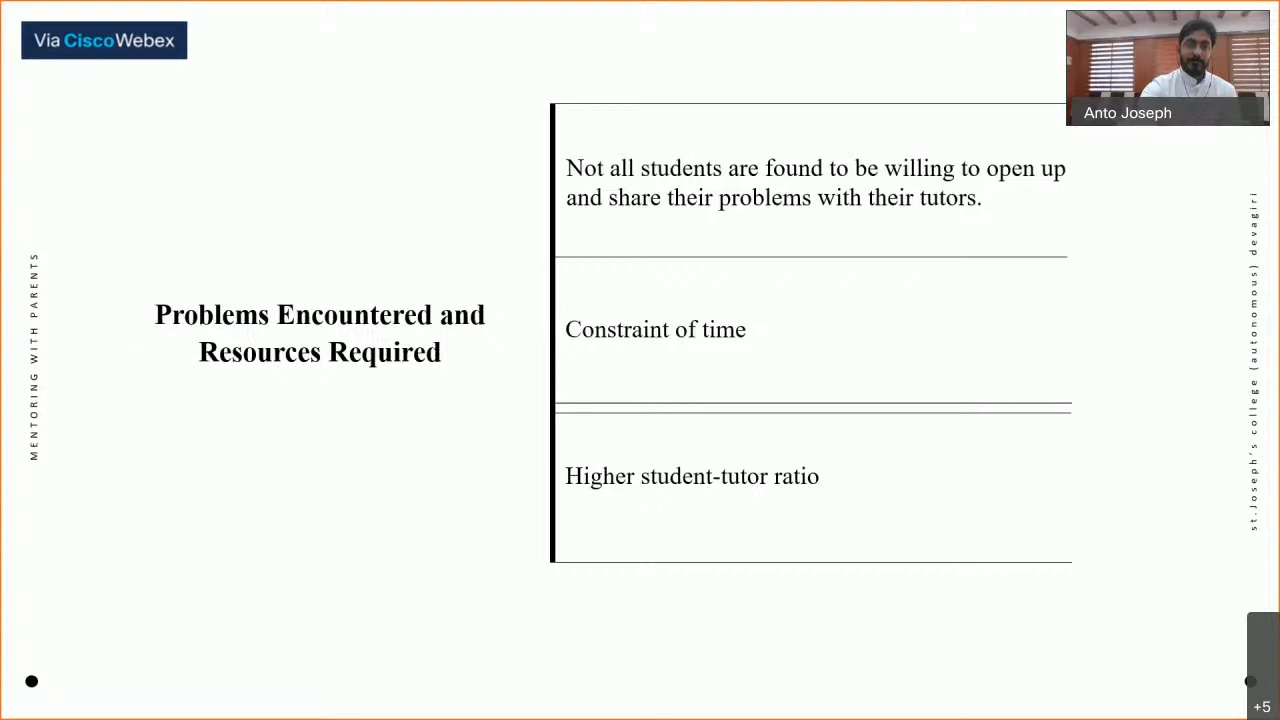 Via CiscoWebex
Anto Joseph
MENTORING WITH PARENTS
Problems Encountered and
Resources Required
Not all students are found to be willing to open up
and share their problems with their tutors.
Constraint of time
Higher student-tutor ratio
st.Joseph's college (autonomous) devagiri
+5